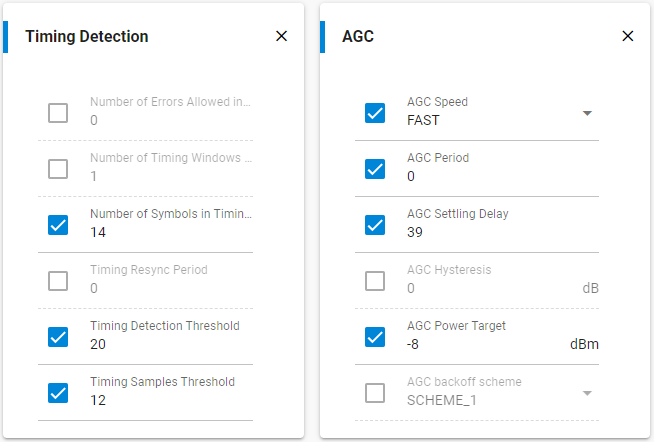 Timing Detection
Number of Errors Allowed in...
0
Number of Timing Windows ...
1
Number of Symbols in Timin...
14
Timing Resync Period
0
Timing Detection Threshold
20
Timing Samples Threshold
12
AGC
AGC Speed
FAST
AGC Period
0
AGC Settling Delay
39
AGC Hysteresis
0 dB
AGC Power Target
-8 dBm
AGC backoff scheme
SCHEME_1